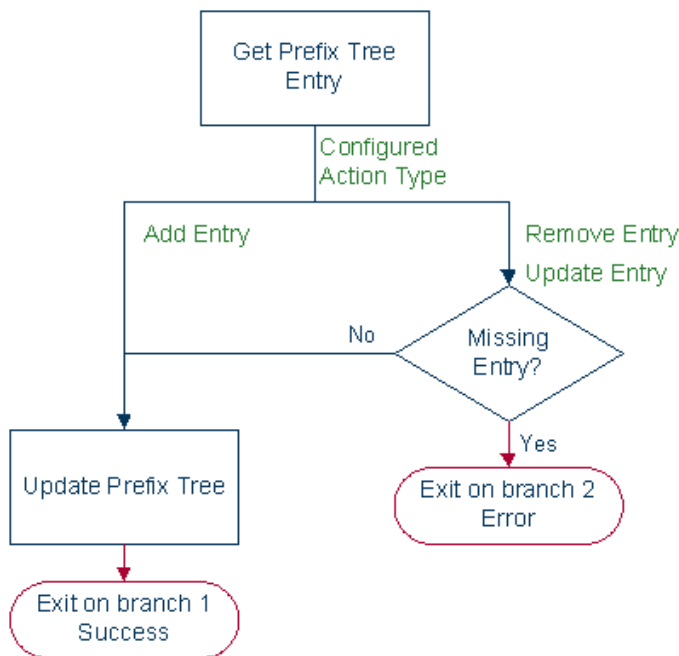 Get Prefix Tree
Entry
Configured
Action Type
Add Entry
Remove Entry
Update Entry
No
Missing
Entry?
Yes
Update Prefix Tree
Exit on branch 2
Error
Exit on branch 1
Success